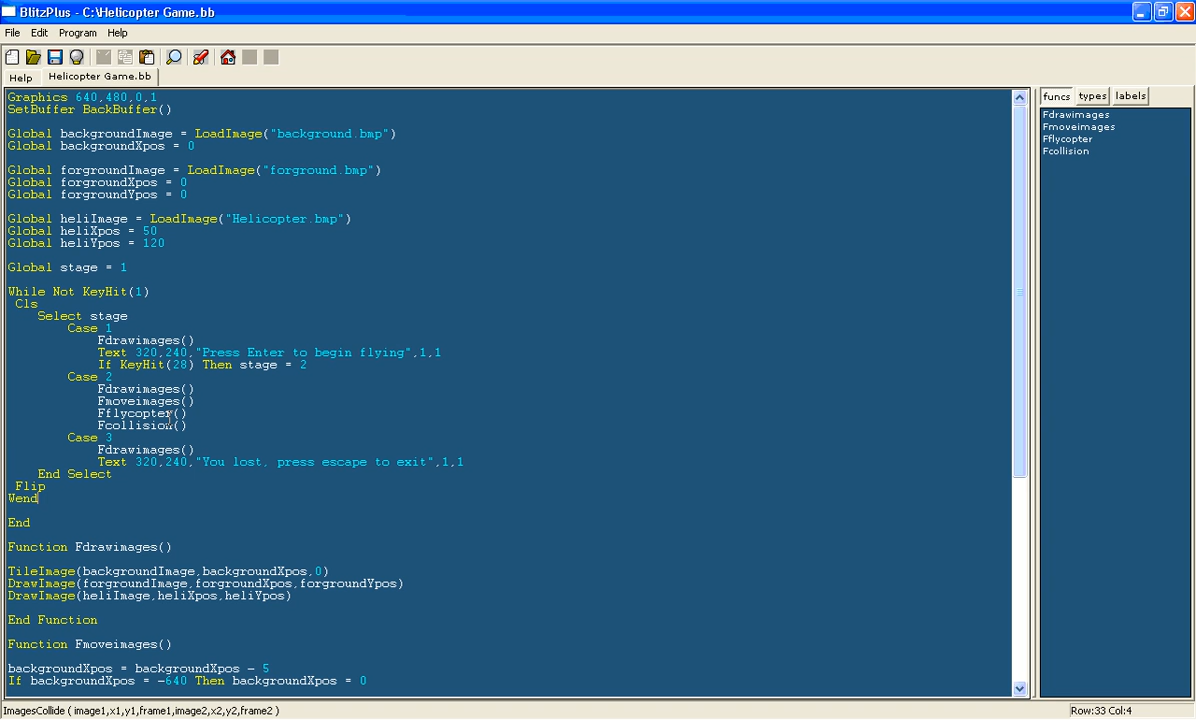 BlitzPlus - C:\Helicopter Game.bb
File Edit Program Help
Help Helicopter Game.bb
Graphics 640,480,0,1
SetBuffer BackBuffer()
Global backgroundImage = LoadImage("background.bmp")
Global backgroundXpos = 0
Global forgroundImage = LoadImage("forground.bmp")
Global forgroundXpos = 0
Global forgroundYpos = 0
Global heliImage = LoadImage("Helicopter.bmp")
Global heliXpos = 50
Global heliYpos = 120
Global stage = 1
While Not KeyHit(1)
Cls
Select stage
Case 1
Fdrawimages()
Text 320,240,"Press Enter to begin flying",1,1
If KeyHit(28) Then stage = 2
Case 2
Fdrawimages()
Fmoveimages()
Fflycopter()
Fcollision()
Case 3
Fdrawimages()
Text 320,240,"You lost, press escape to exit",1,1
End Select
Flip
Wend
End
Function Fdrawimages()
TileImage(backgroundImage,backgroundXpos,0)
DrawImage(forgroundImage,forgroundXpos,forgroundYpos)
DrawImage(heliImage,heliXpos,heliYpos)
End Function
Function Fmoveimages()
backgroundXpos = backgroundXpos - 5
If backgroundXpos = -640 Then backgroundXpos = 0
funcs types labels
Fdrawimages
Fmoveimages
Fflycopter
Fcollision
ImagesCollide ( image1,x1,y1,frame1,image2,x2,y2,frame2 )
Row:33 Col:4